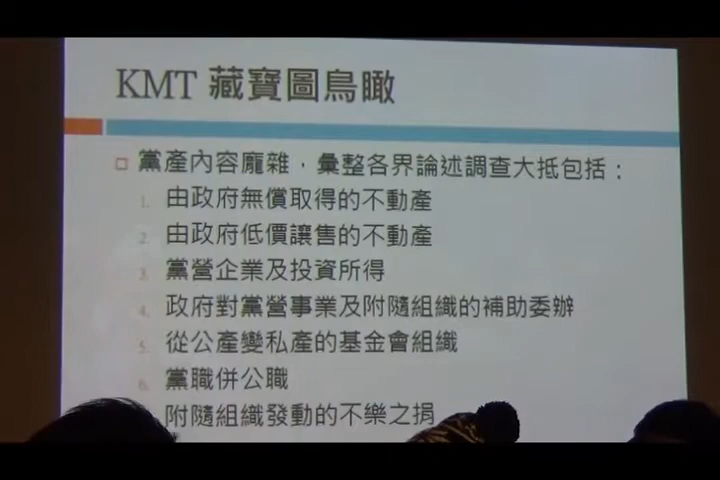 KMT 藏寶圖鳥瞰
黨產內容龐雜，彙整各界論述調查大抵包括：
1. 由政府無償取得的不動產
2. 由政府低價讓售的不動產
3. 黨營企業及投資所得
4. 政府對黨營事業及附隨組織的補助委辦
5. 從公產變私產的基金會組織
6. 黨職併公職
附隨組織發動的不樂之捐